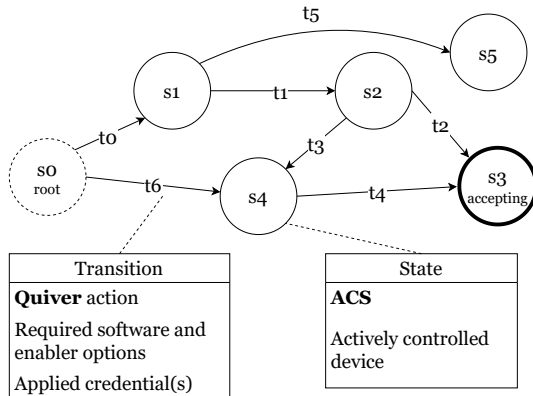 t5
s5
s1
t1
s2
t0
t2
t3
s0
root
t6
s4
t4
s3
accepting
Transition
Quiver action
Required software and
enabler options
Applied credential(s)
State
ACS
Actively controlled
device